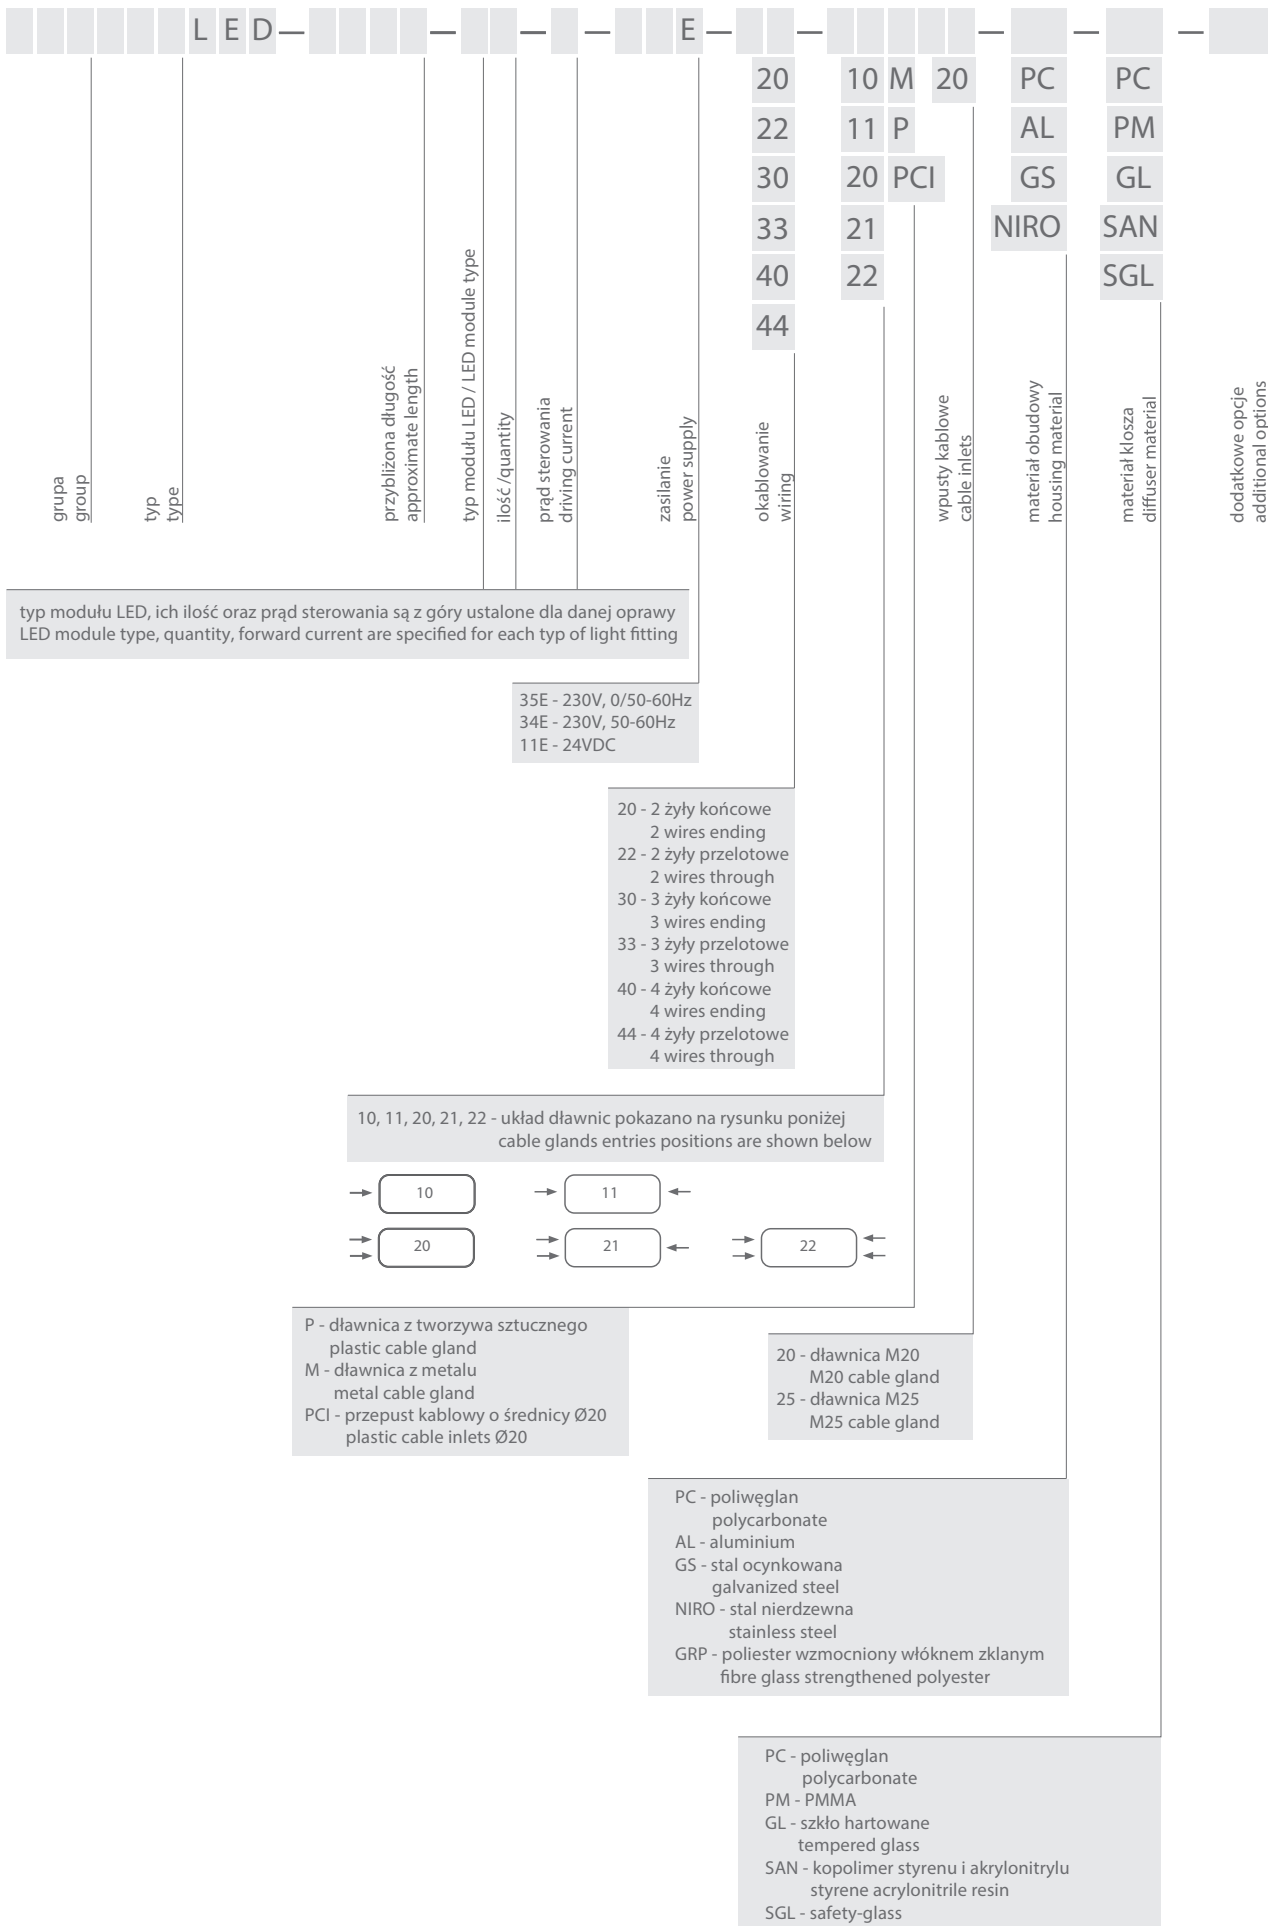 L E D — — — — E — — — — —
20 10 M 20 PC PC
22 11 P AL PM
30 20 PCI GS GL
33 21 NIRO SAN
40 22 SGL
44
grupa
group
typ
type
przybliżona długość
approximate length
typ modułu LED / LED module type
ilość /quantity
prąd sterowania
driving current
zasilanie
power supply
okablowanie
wiring
wpusty kablowe
cable inlets
materiał obudowy
housing material
materiał klosza
diffuser material
dodatkowe opcje
additional options
typ modułu LED, ich ilość oraz prąd sterowania są z góry ustalone dla danej oprawy
LED module type, quantity, forward current are specified for each typ of light fitting
35E - 230V, 0/50-60Hz
34E - 230V, 50-60Hz
11E - 24VDC
20 - 2 żyły końcowe
2 wires ending
22 - 2 żyły przelotowe
2 wires through
30 - 3 żyły końcowe
3 wires ending
33 - 3 żyły przelotowe
3 wires through
40 - 4 żyły końcowe
4 wires ending
44 - 4 żyły przelotowe
4 wires through
10, 11, 20, 21, 22 - układ dławnic pokazano na rysunku poniżej
cable glands entries positions are shown below
10 11
20 21 22
P - dławnica z tworzywa sztucznego
plastic cable gland
M - dławnica z metalu
metal cable gland
PCI - przepust kablowy o średnicy Ø20
plastic cable inlets Ø20
20 - dławnica M20
M20 cable gland
25 - dławnica M25
M25 cable gland
PC - poliwęglan
polycarbonate
AL - aluminium
GS - stal ocynkowana
galvanized steel
NIRO - stal nierdzewna
stainless steel
GRP - poliester wzmocniony włóknem zklanym
fibre glass strengthened polyester
PC - poliwęglan
polycarbonate
PM - PMMA
GL - szkło hartowane
tempered glass
SAN - kopolimer styrenu i akrylonitrylu
styrene acrylonitrile resin
SGL - safety-glass